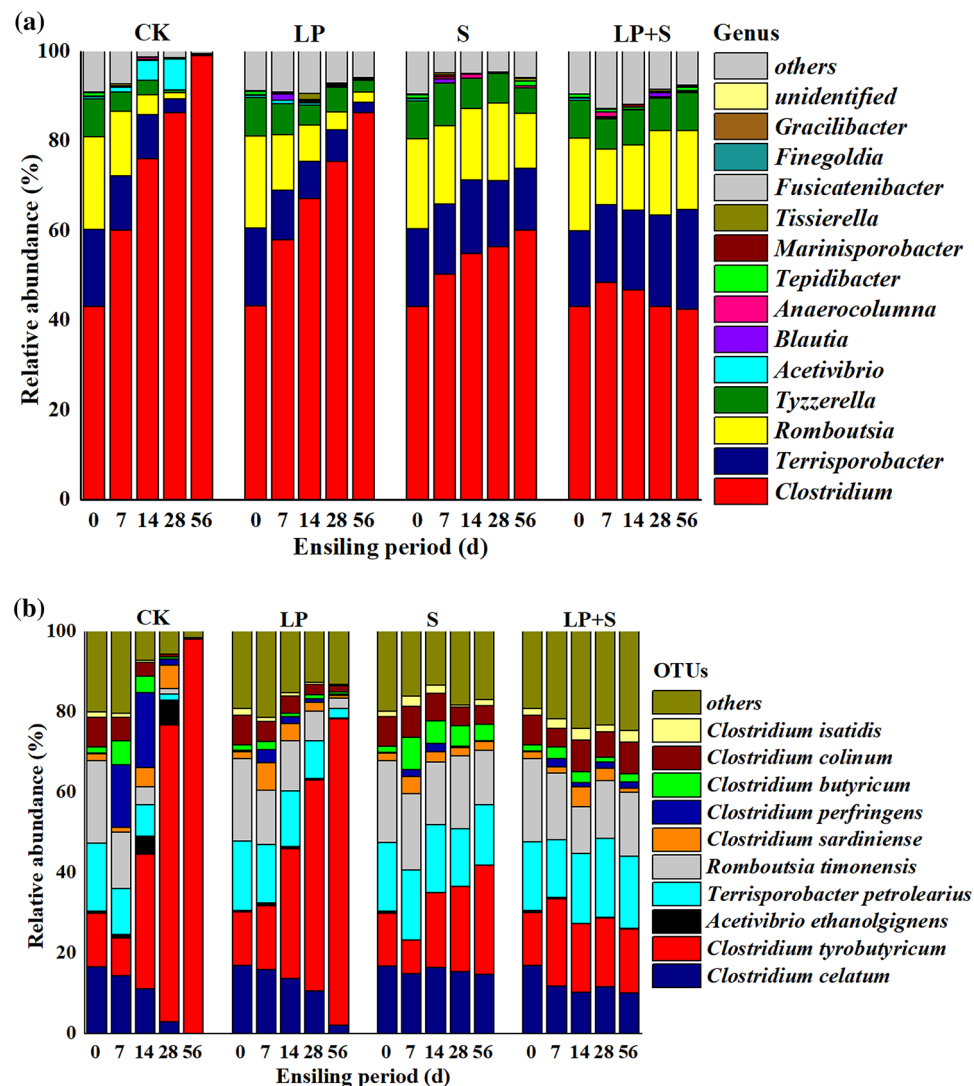 (a)
CK LP S LP+S Genus
100
80
60
40
20
0
Relative abundance (%)
others
unidentified
Gracilibacter
Finegoldia
Fusicatenibacter
Tissierella
Marinisporobacter
Tepidibacter
Anaerocolumna
Blautia
Acetivibrio
Tyzzerella
Romboutsia
Terrisporobacter
Clostridium
0 7 14 28 56 0 7 14 28 56 0 7 14 28 56 0 7 14 28 56
Ensiling period (d)
(b)
CK LP S LP+S
100
80
60
40
20
0
Relative abundance (%)
OTUs
others
Clostridium isatidis
Clostridium colinum
Clostridium butyricum
Clostridium perfringens
Clostridium sardiniense
Romboutsia timonensis
Terrisporobacter petrolearius
Acetivibrio ethanolgignens
Clostridium tyrobutyricum
Clostridium celatum
0 7 14 28 56 0 7 14 28 56 0 7 14 28 56 0 7 14 28 56
Ensiling period (d)